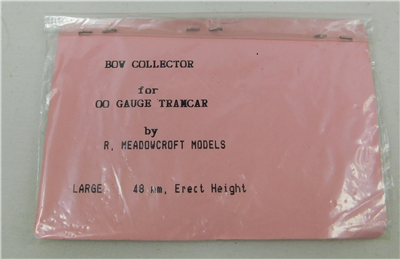 BOW COLLECTOR
for
OO GAUGE TRAMCAR
by
R. MEADOWCROFT MODELS
LARGE 48 mm, Erect Height